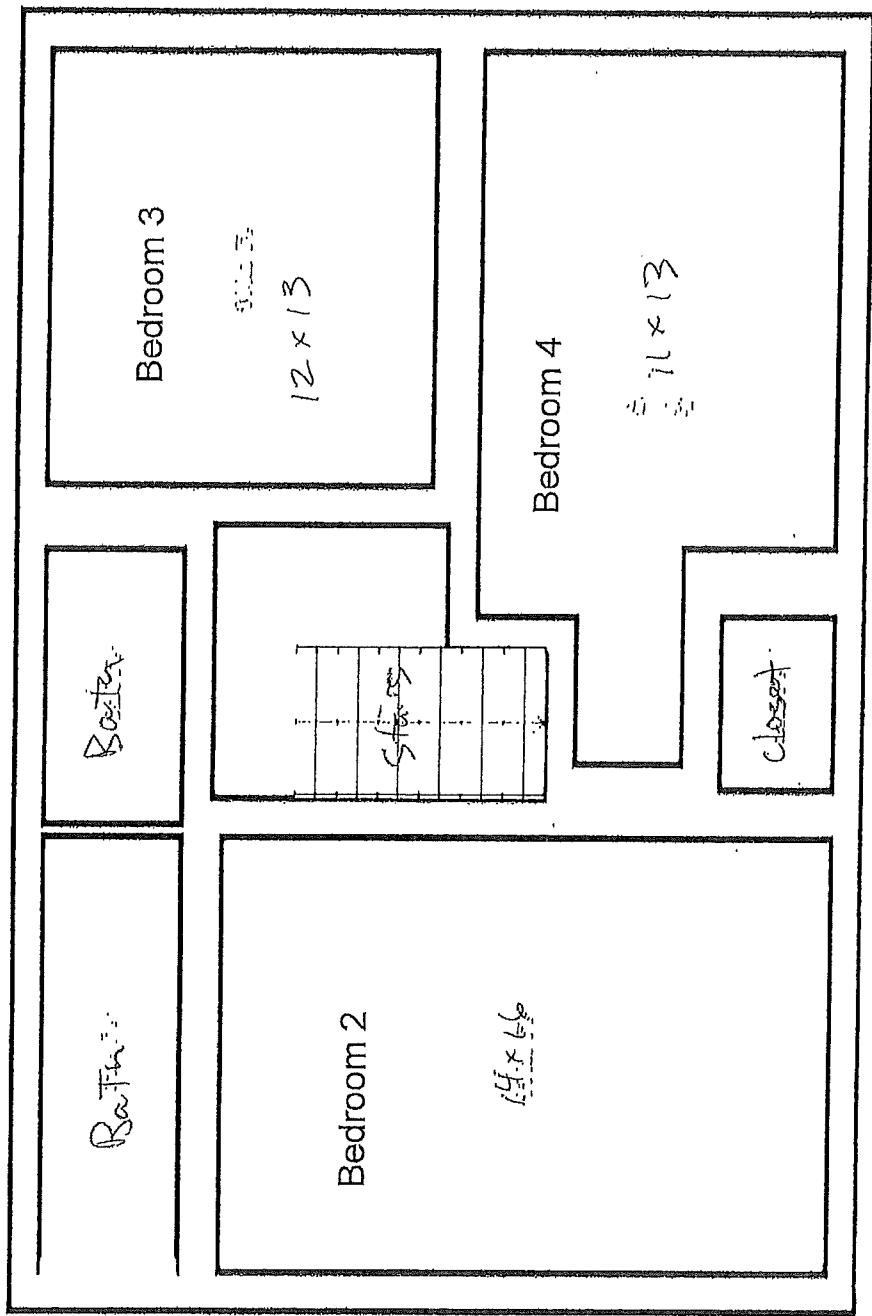 Bath
Bath
Bedroom 3
12 x 13
Stairs
Bedroom 2
14 x 16
Bedroom 4
11 x 13
Closet